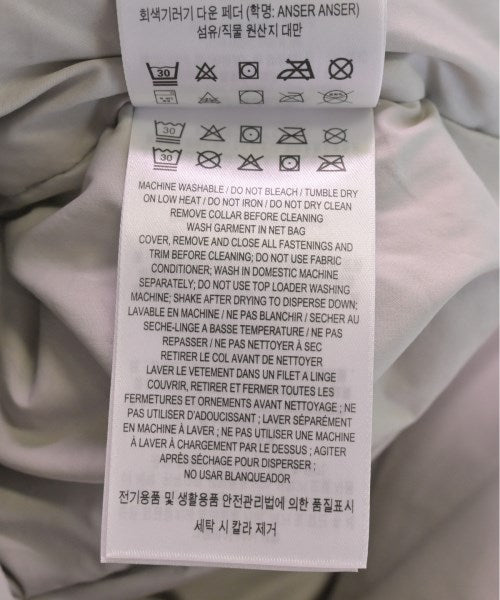 회색기러기 다운 페더 (학명: ANSER ANSER)
섬유/직물 원산지 대만
30
30
30
MACHINE WASHABLE / DO NOT BLEACH / TUMBLE DRY
ON LOW HEAT / DO NOT IRON / DO NOT DRY CLEAN
REMOVE COLLAR BEFORE CLEANING
WASH GARMENT IN NET BAG
COVER, REMOVE AND CLOSE ALL FASTENINGS AND
TRIM BEFORE CLEANING; DO NOT USE FABRIC
CONDITIONER; WASH IN DOMESTIC MACHINE
SEPARATELY; DO NOT USE TOP LOADER WASHING
MACHINE; SHAKE AFTER DRYING TO DISPERSE DOWN;
LAVABLE EN MACHINE / NE PAS BLANCHIR / SECHER AU
SECHE-LINGE A BASSE TEMPERATURE / NE PAS
REPASSER / NE PAS NETTOYER À SEC
RETIRER LE COL AVANT DE NETTOYER
LAVER LE VETEMENT DANS UN FILET A LINGE
COUVRIR, RETIRER ET FERMER TOUTES LES
FERMETURES ET ORNEMENTS AVANT NETTOYAGE ; NE
PAS UTILISER D'ADOUCISSANT ; LAVER SÉPARÉMENT
EN MACHINE À LAVER ; NE PAS UTILISER UNE MACHINE
À LAVER À CHARGEMENT PAR LE DESSUS ; AGITER
APRÈS SÉCHAGE POUR DISPERSER ;
NO USAR BLANQUEADOR
전기용품 및 생활용품 안전관리법에 의한 품질표시
세탁 시 칼라 제거